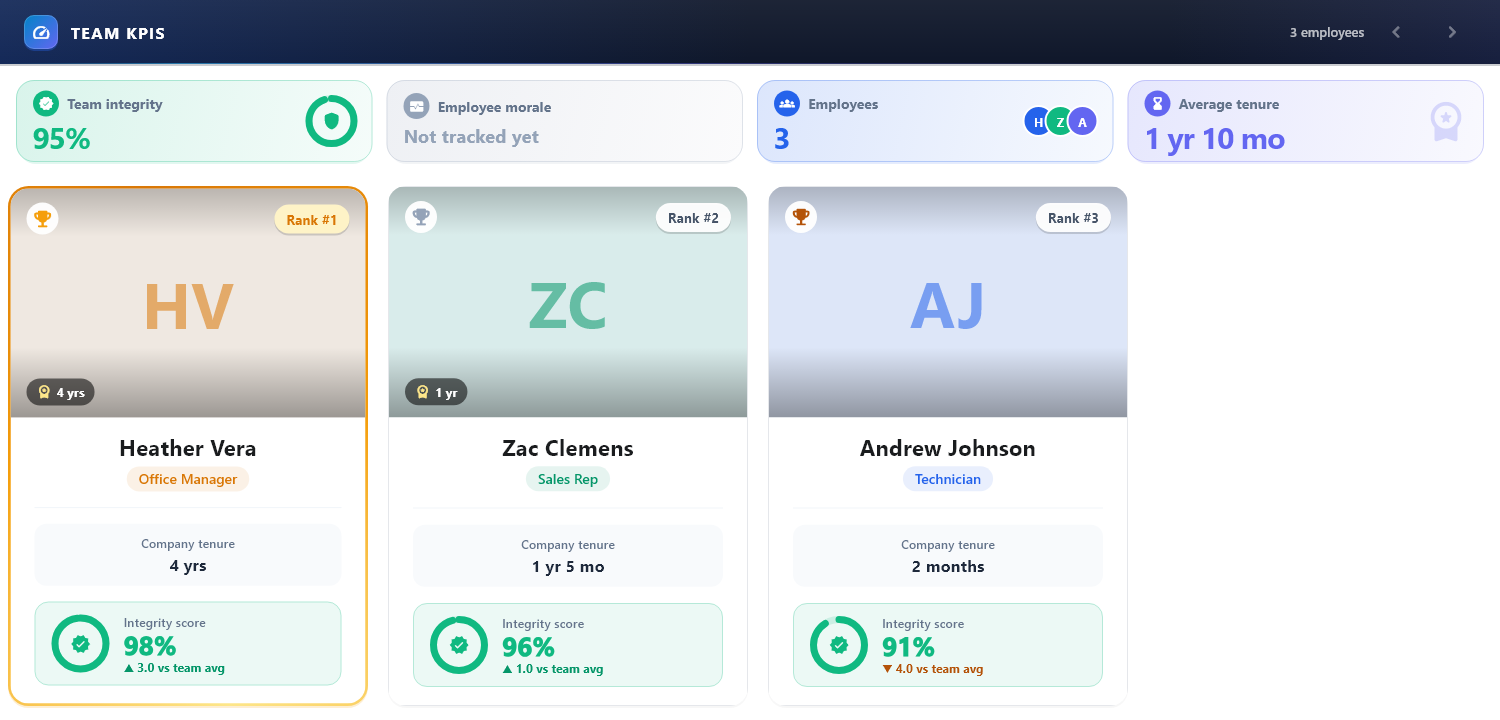 TEAM KPIS
3 employees
Team integrity
95%
Employee morale
Not tracked yet
Employees
3
H Z A
Average tenure
1 yr 10 mo
Rank #1
HV
4 yrs
Heather Vera
Office Manager
Company tenure
4 yrs
Integrity score
98%
▲ 3.0 vs team avg
Rank #2
ZC
1 yr
Zac Clemens
Sales Rep
Company tenure
1 yr 5 mo
Integrity score
96%
▲ 1.0 vs team avg
Rank #3
AJ
Andrew Johnson
Technician
Company tenure
2 months
Integrity score
91%
▼ 4.0 vs team avg